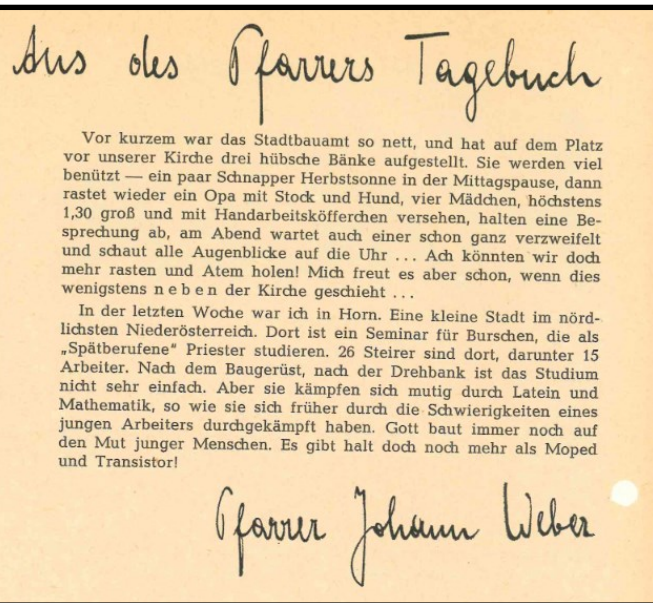 Aus des Pfarrers Tagebuch
Vor kurzem war das Stadtbauamt so nett, und hat auf dem Platz
vor unserer Kirche drei hübsche Bänke aufgestellt. Sie werden viel
benützt — ein paar Schnapper Herbstsonne in der Mittagspause, dann
rastet wieder ein Opa mit Stock und Hund, vier Mädchen, höchstens
1,30 groß und mit Handarbeitsköfferchen versehen, halten eine Be-
sprechung ab, am Abend wartet auch einer schon ganz verzweifelt
und schaut alle Augenblicke auf die Uhr ... Ach könnten wir doch
mehr rasten und Atem holen! Mich freut es aber schon, wenn dies
wenigstens n e b e n der Kirche geschieht ...
In der letzten Woche war ich in Horn. Eine kleine Stadt im nörd-
lichsten Niederösterreich. Dort ist ein Seminar für Burschen, die als
„Spätberufene" Priester studieren. 26 Steirer sind dort, darunter 15
Arbeiter. Nach dem Baugerüst, nach der Drehbank ist das Studium
nicht sehr einfach. Aber sie kämpfen sich mutig durch Latein und
Mathematik, so wie sie sich früher durch die Schwierigkeiten eines
jungen Arbeiters durchgekämpft haben. Gott baut immer noch auf
den Mut junger Menschen. Es gibt halt doch noch mehr als Moped
und Transistor!
Pfarrer Johann Weber